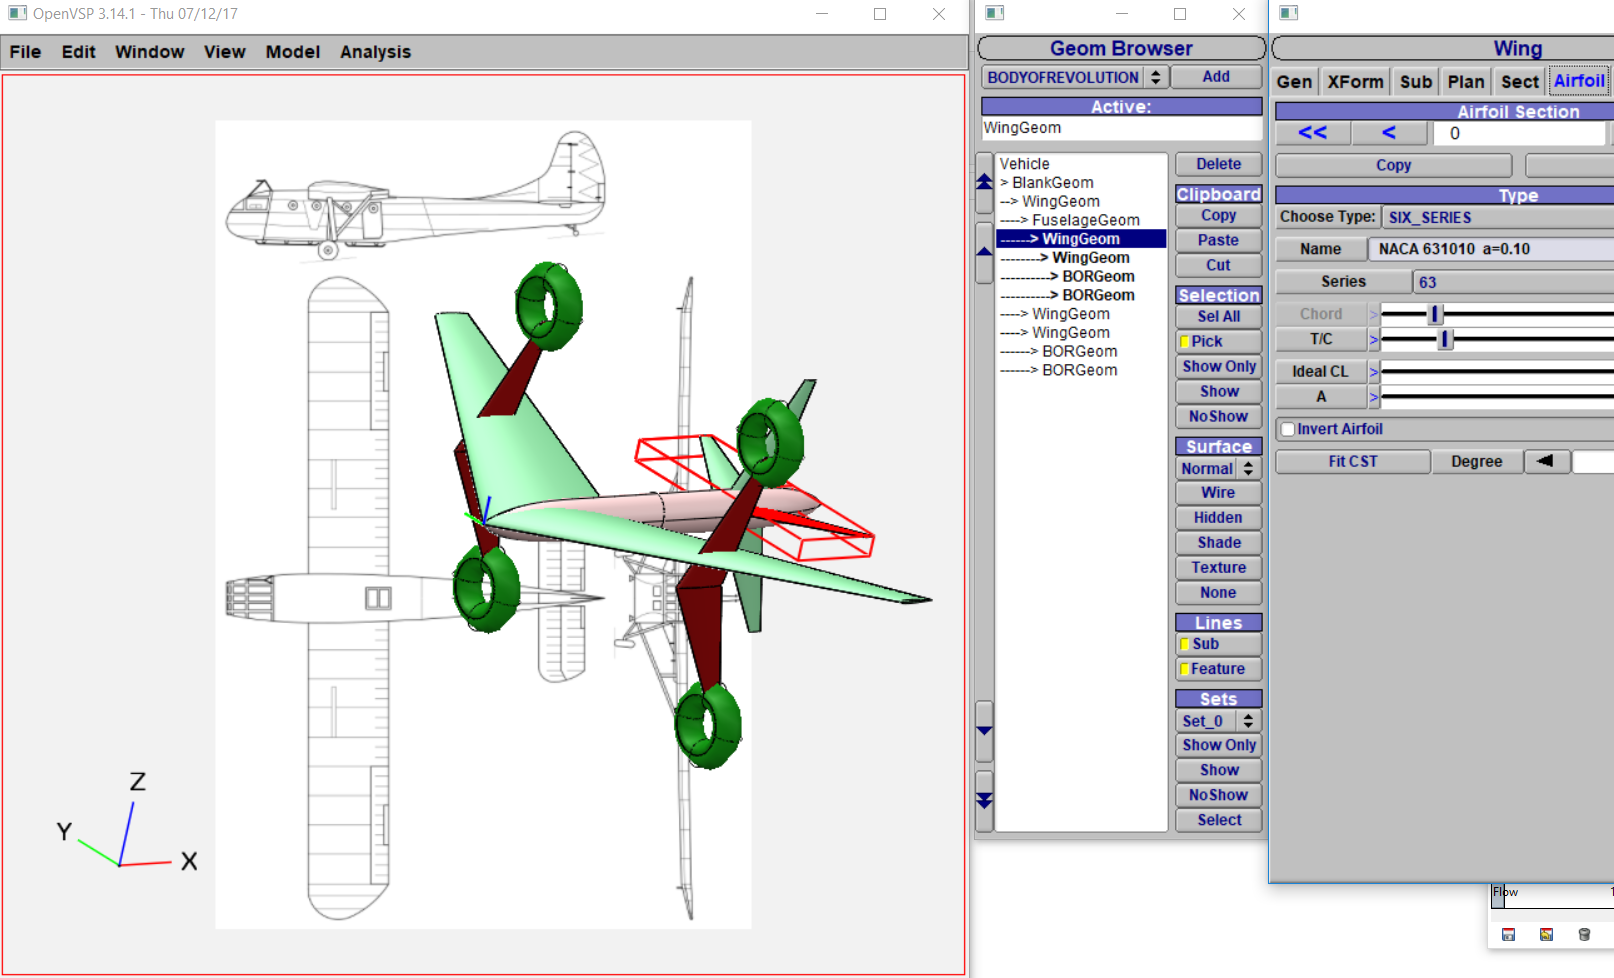 OpenVSP 3.14.1 - Thu 07/12/17
File Edit Window View Model Analysis
Z
Y
X
Geom Browser
BODYOFREVOLUTION Add
Active:
WingGeom
Vehicle
> BlankGeom
--> WingGeom
----> FuselageGeom
------> WingGeom
--------> WingGeom
----------> BORGeom
----------> BORGeom
----> WingGeom
----> WingGeom
------> BORGeom
------> BORGeom
Delete
Clipboard
Copy
Paste
Cut
Selection
Sel All
Pick
Show Only
Show
NoShow
Surface
Normal
Wire
Hidden
Shade
Texture
None
Lines
Sub
Feature
Sets
Set_0
Show Only
Show
NoShow
Select
Wing
Gen XForm Sub Plan Sect Airfoil
Airfoil Section
<< < 0
Copy
Type
Choose Type: SIX_SERIES
Name NACA 631010 a=0.10
Series 63
Chord >
T/C >
Ideal CL >
A >
Invert Airfoil
Fit CST Degree
Flow 1